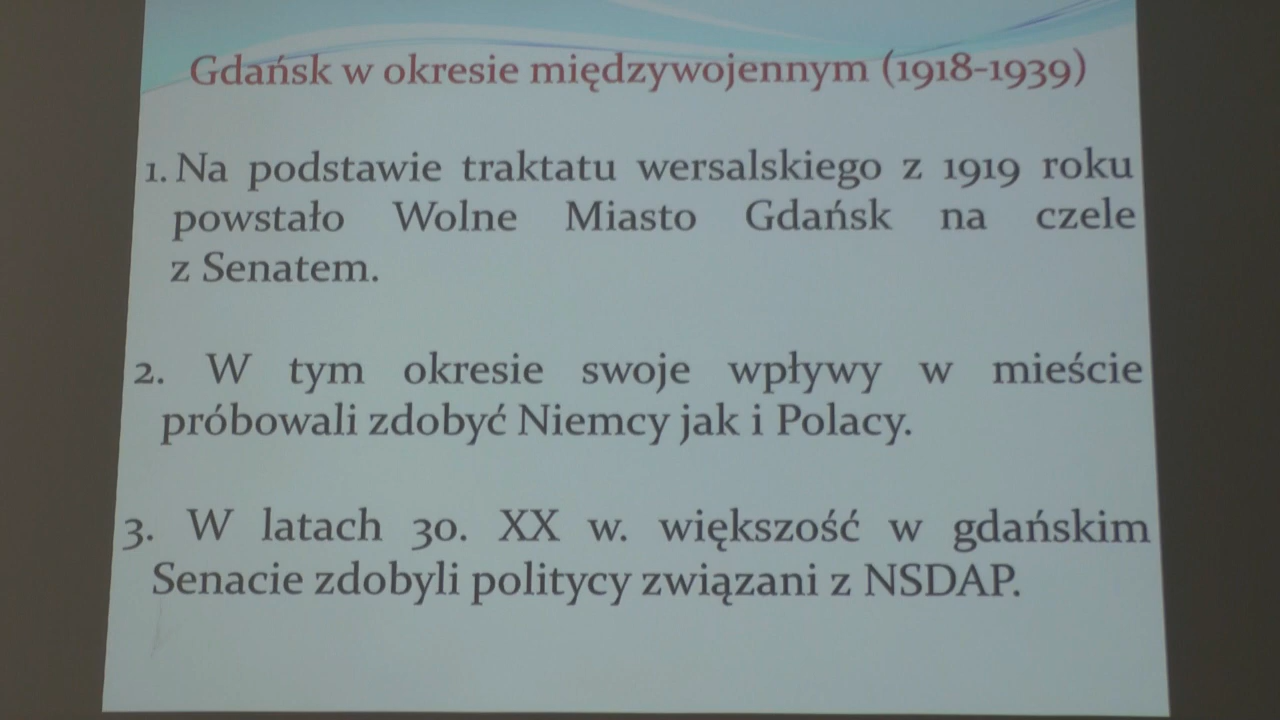 Gdańsk w okresie międzywojennym (1918-1939)
1. Na podstawie traktatu wersalskiego z 1919 roku
powstało Wolne Miasto Gdańsk na czele
z Senatem.
2. W tym okresie swoje wpływy w mieście
próbowali zdobyć Niemcy jak i Polacy.
3. W latach 30. XX w. większość w gdańskim
Senacie zdobyli politycy związani z NSDAP.